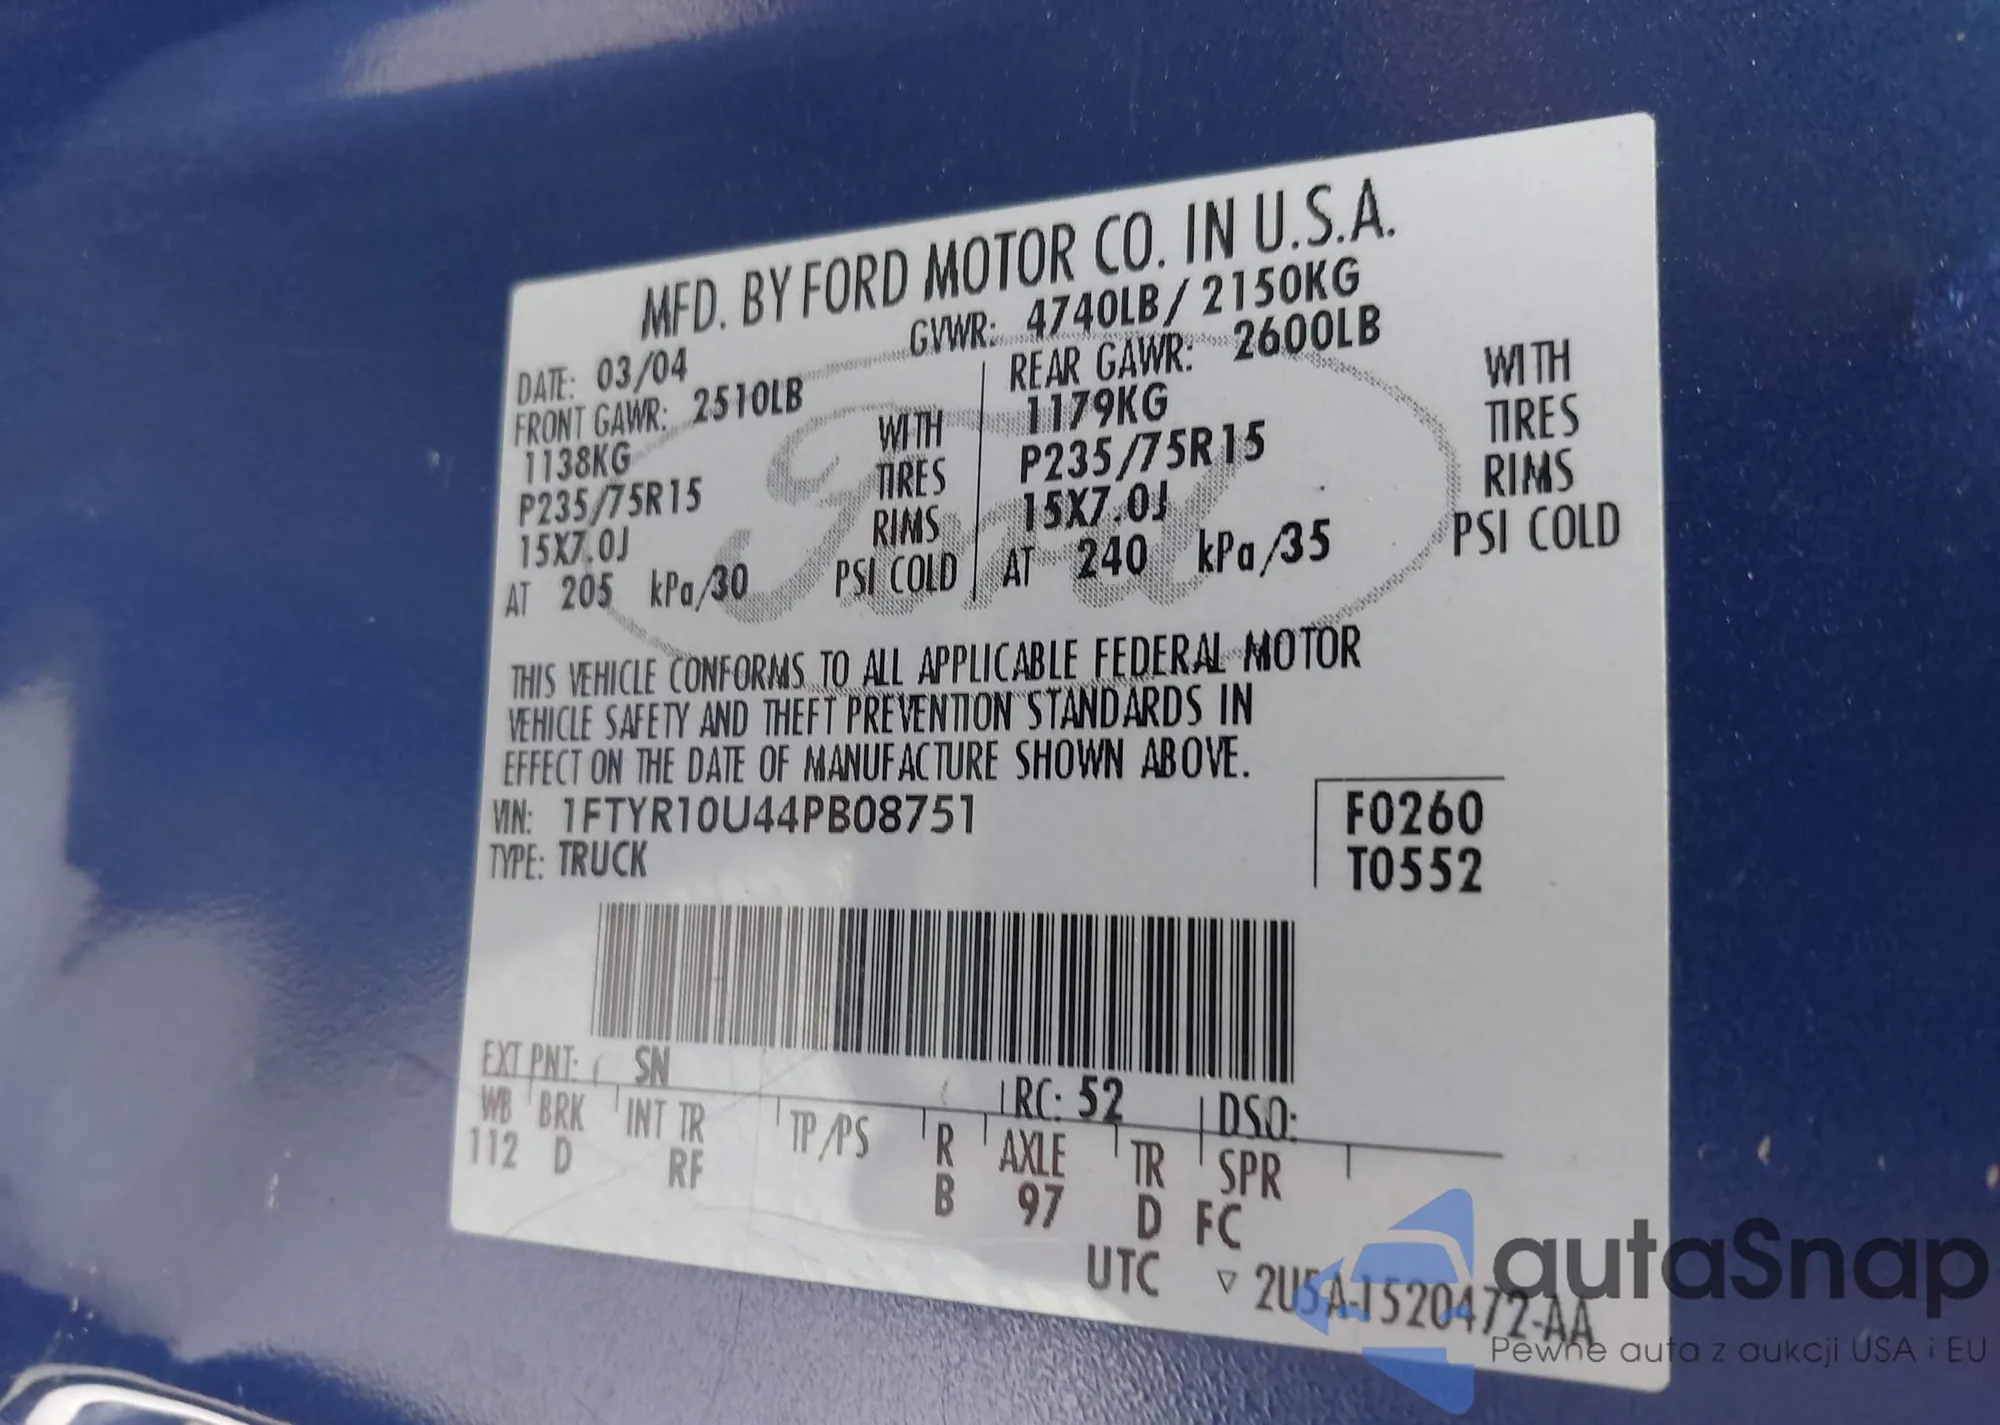 MFD. BY FORD MOTOR CO. IN U.S.A.
DATE: 03/04 GVWR: 4740LB/ 2150KG
FRONT GAWR: 2510LB REAR GAWR: 2600LB
1138KG WITH 1179KG WITH
P235/75R15 TIRES P235/75R15 TIRES
15X7.0J RIMS 15X7.0J RIMS
AT 205 kPa/30 PSI COLD AT 240 kPa/35 PSI COLD
Ford
THIS VEHICLE CONFORMS TO ALL APPLICABLE FEDERAL MOTOR
VEHICLE SAFETY AND THEFT PREVENTION STANDARDS IN
EFFECT ON THE DATE OF MANUFACTURE SHOWN ABOVE.
VIN: 1FTYR10U44PB08751 F0260
TYPE: TRUCK T0552
EXT PNT: SN RC: 52 DSO:
WB BRK INT TR TP/PS R AXLE TR SPR
112 D RF B 97 D FC
UTC ▽ 2U5A-1520472-AA
autaSnap
Pewne auta z aukcji USA i EU